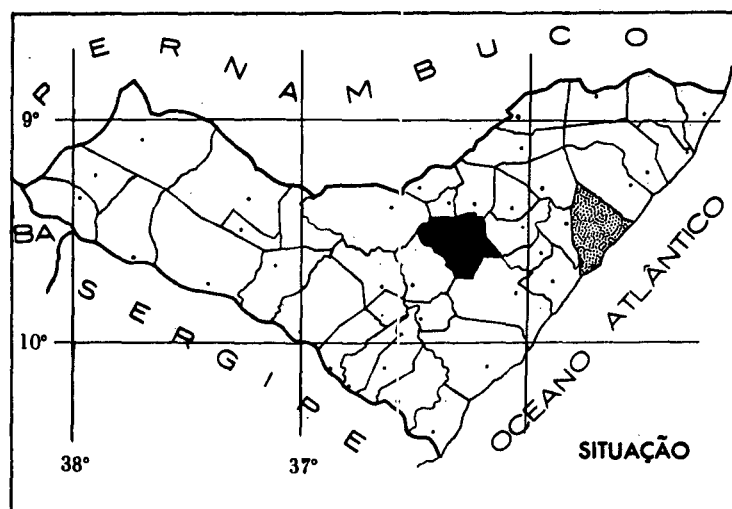 PERNAMBUCO
9°
BA
SERGIPE
OCEANO ATLÂNTICO
10°
SITUAÇÃO
38°
37°